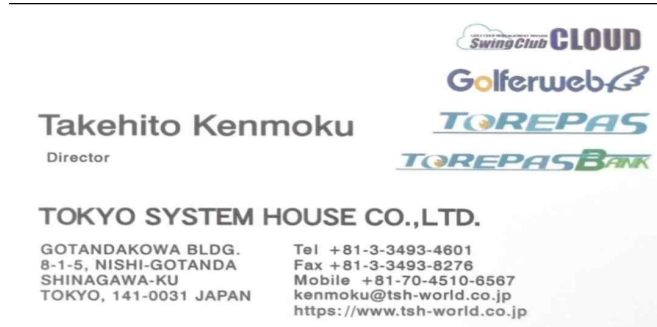 SwingClub CLOUD
Golferweb
TOREPAS
TOREPAS BANK
Takehito Kenmoku
Director
TOKYO SYSTEM HOUSE CO.,LTD.
GOTANDAKOWA BLDG.
8-1-5, NISHI-GOTANDA
SHINAGAWA-KU
TOKYO, 141-0031 JAPAN
Tel +81-3-3493-4601
Fax +81-3-3493-8276
Mobile +81-70-4510-6567
kenmoku@tsh-world.co.jp
https://www.tsh-world.co.jp